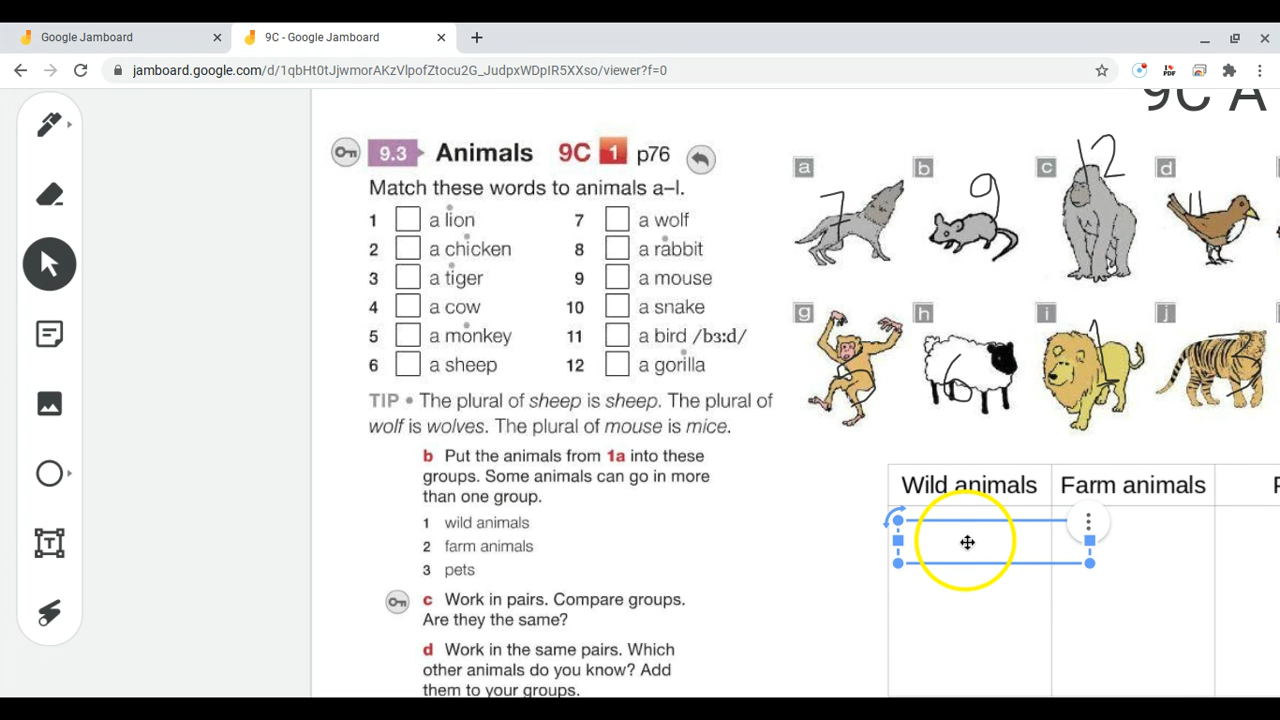 Google Jamboard
9C - Google Jamboard
jamboard.google.com/d/1qbHt0tJjwmorAKzVlpofZtocu2G_JudpxWDpIR5XXso/viewer?f=0
9C A
9.3 Animals 9C 1 p76
Match these words to animals a–l.
1 a lion
2 a chicken
3 a tiger
4 a cow
5 a monkey
6 a sheep
7 a wolf
8 a rabbit
9 a mouse
10 a snake
11 a bird /bɜːd/
12 a gorilla
TIP • The plural of sheep is sheep. The plural of
wolf is wolves. The plural of mouse is mice.
b Put the animals from 1a into these
groups. Some animals can go in more
than one group.
1 wild animals
2 farm animals
3 pets
c Work in pairs. Compare groups.
Are they the same?
d Work in the same pairs. Which
other animals do you know? Add
them to your groups.
a b c d
7 9 12 11
g h i j
5 6 1 3
Wild animals Farm animals